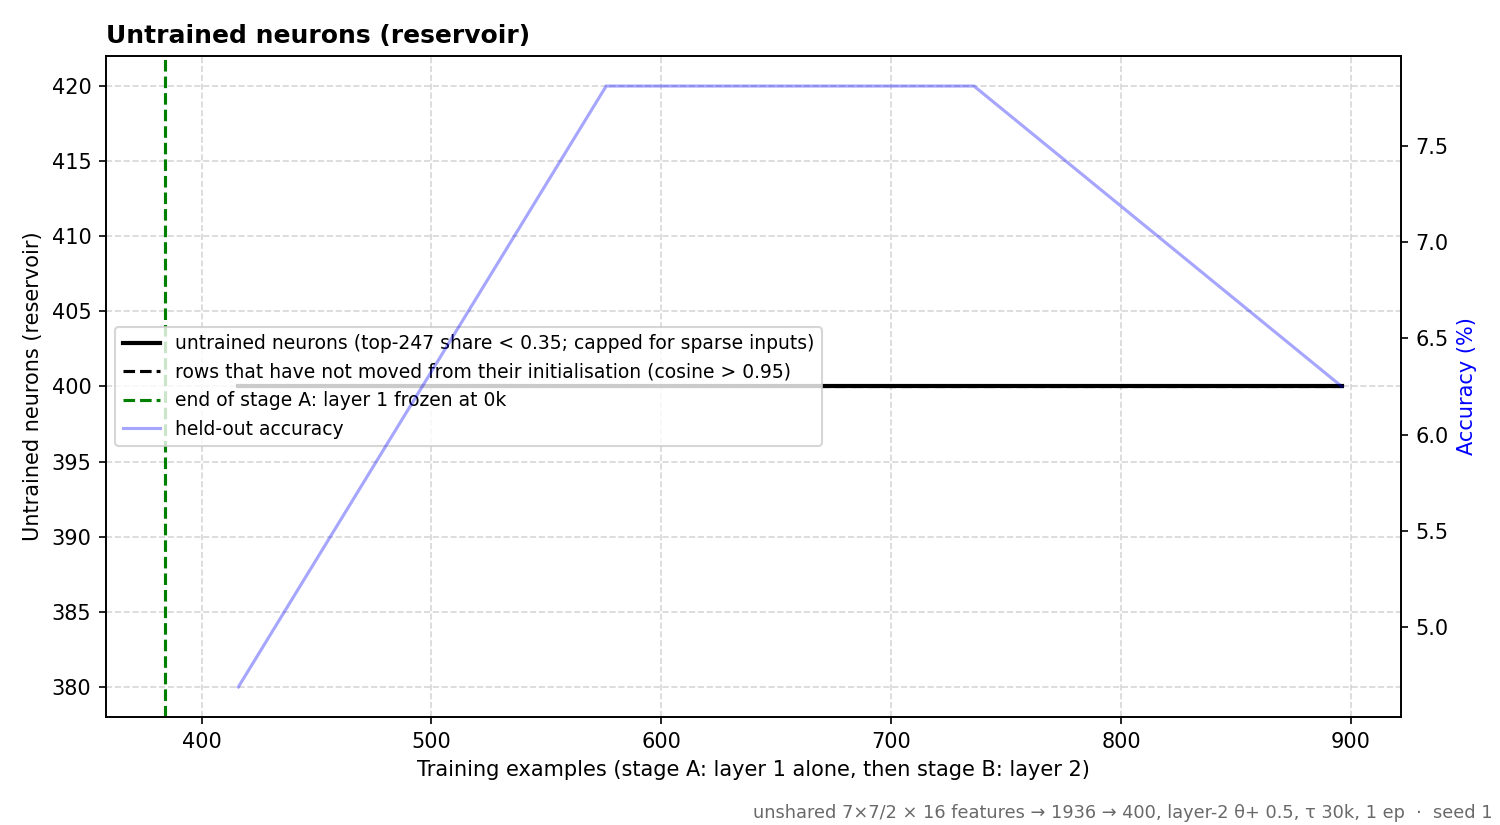 Untrained neurons (reservoir)
420
415
410
405
400
395
390
385
380
Untrained neurons (reservoir)
7.5
7.0
6.5
6.0
5.5
5.0
Accuracy (%)
untrained neurons (top-247 share < 0.35; capped for sparse inputs)
rows that have not moved from their initialisation (cosine > 0.95)
end of stage A: layer 1 frozen at 0k
held-out accuracy
400 500 600 700 800 900
Training examples (stage A: layer 1 alone, then stage B: layer 2)
unshared 7×7/2 × 16 features → 1936 → 400, layer-2 θ+ 0.5, τ 30k, 1 ep · seed 1